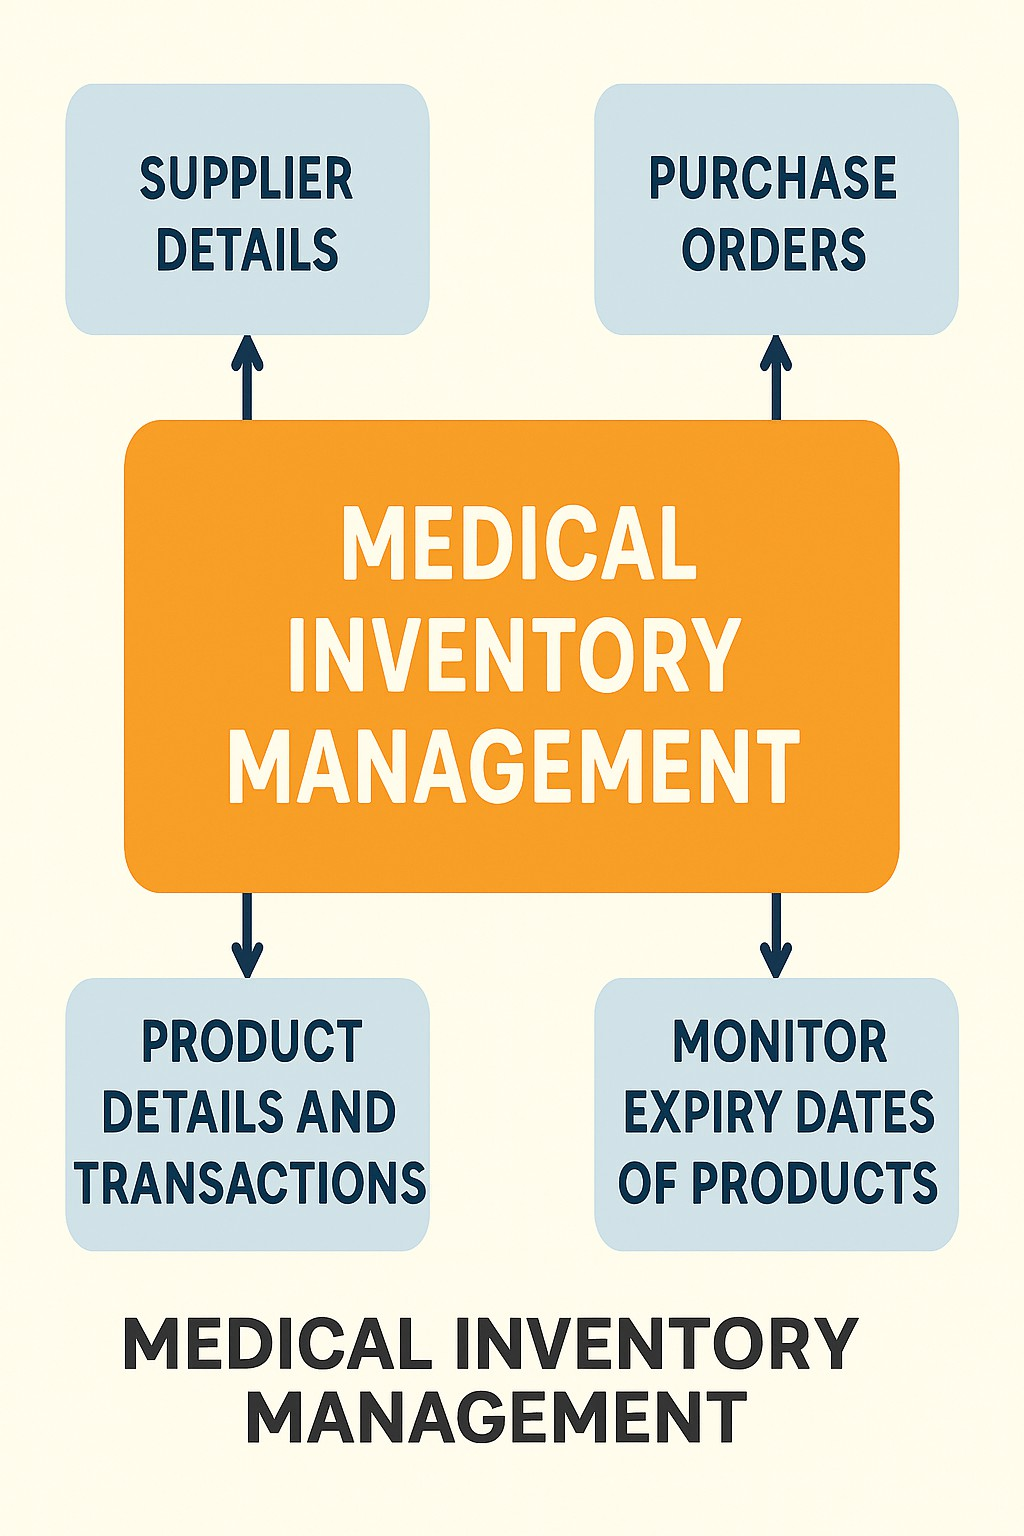 SUPPLIER
DETAILS
PURCHASE
ORDERS
MEDICAL
INVENTORY
MANAGEMENT
PRODUCT
DETAILS AND
TRANSACTIONS
MONITOR
EXPIRY DATES
OF PRODUCTS
MEDICAL INVENTORY
MANAGEMENT